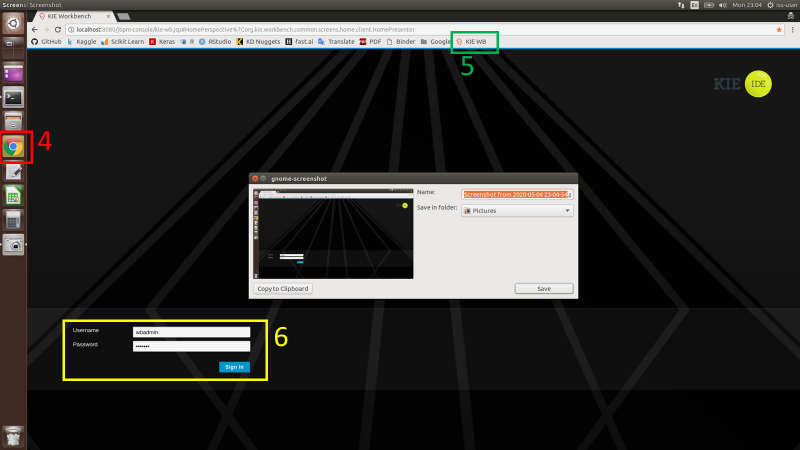 Screenshot
En
Mon 23:04
isa-user
KIE Workbench
localhost:8080/jbpm-console/kie-wb.jsp#HomePerspective%7Corg.kie.workbench.common.screens.home.client.HomePresenter
GitHub
Kaggle
Scikit Learn
Keras
R
RStudio
KD Nuggets
fast.ai
Translate
PDF
Binder
Google
KIE WB
5
KIE IDE
4
gnome-screenshot
Name:
Screenshot from 2020-05-04 23-04-5
Save in folder:
Pictures
Copy to Clipboard
Save
Username
wbadmin
Password
•••••••
Sign In
6